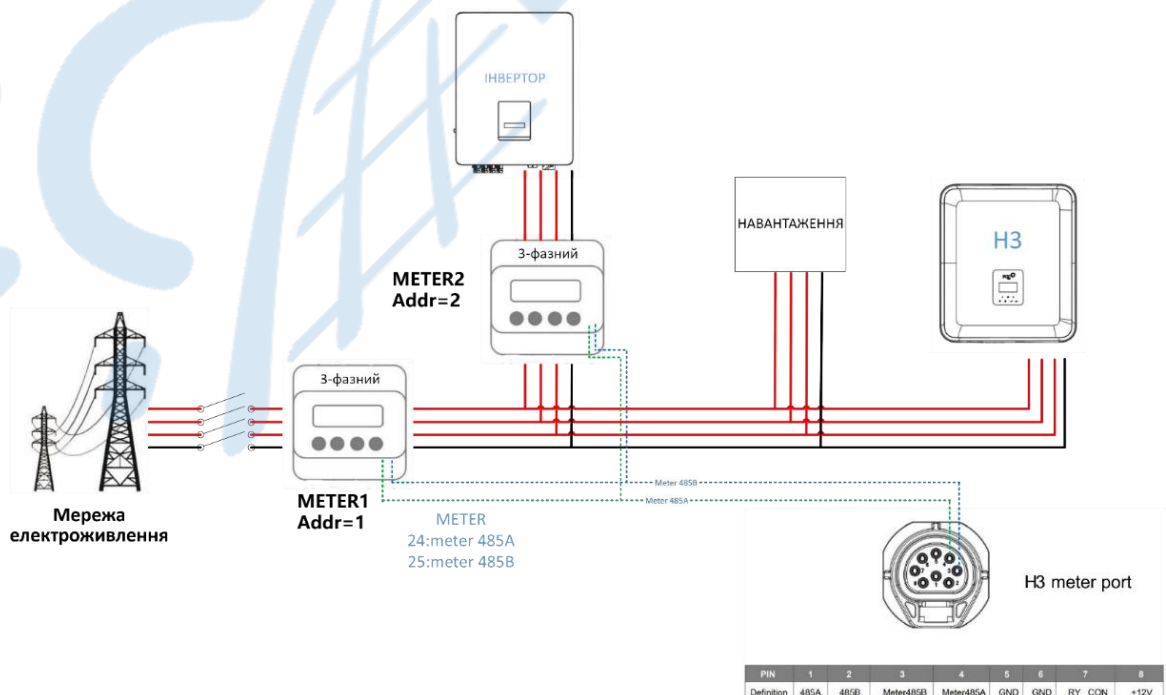 ІНВЕРТОР
НАВАНТАЖЕННЯ
H3
3-фазний
METER2
Addr=2
3-фазний
METER1
Addr=1
Мережа
електроживлення
METER
24:meter 485A
25:meter 485B
Meter 485B
Meter 485A
H3 meter port
PIN 1 2 3 4 5 6 7 8
Definition 485A 485B Meter485B Meter485A GND GND RY_CON +12V